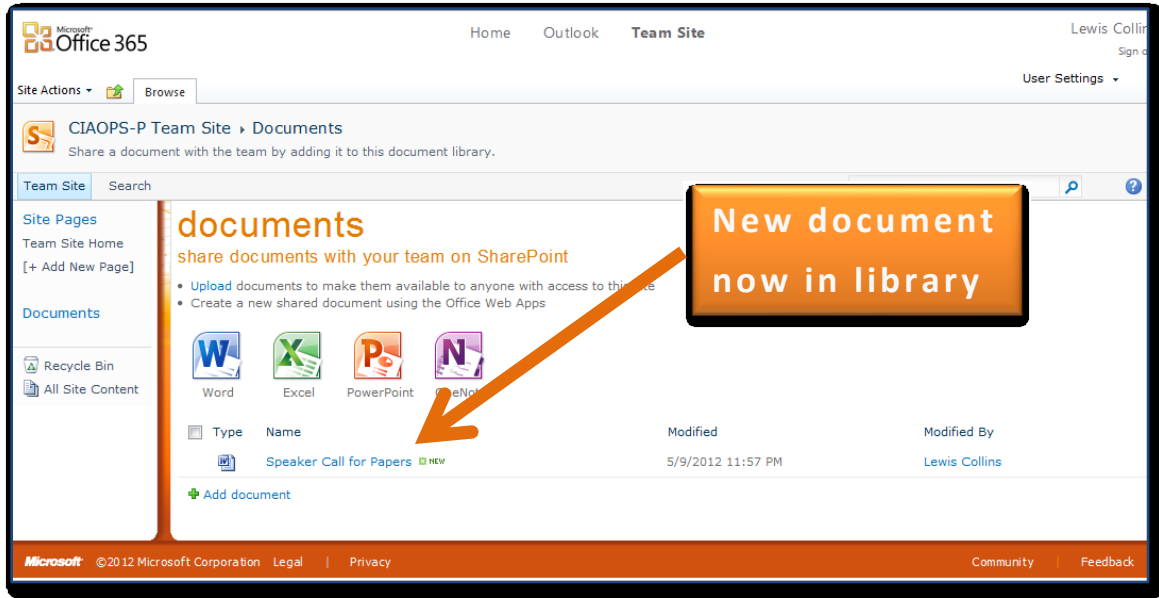 Microsoft
Office 365
Home Outlook Team Site
Lewis Collin
Sign
User Settings
Site Actions
Browse
CIAOPS-P Team Site Documents
Share a document with the team by adding it to this document library.
Team Site Search
Site Pages
Team Site Home
[+ Add New Page]
Documents
Recycle Bin
All Site Content
documents
share documents with your team on SharePoint
• Upload documents to make them available to anyone with access to this
• Create a new shared document using the Office Web Apps
Word Excel PowerPoint
Type Name Modified Modified By
Speaker Call for Papers NEW 5/9/2012 11:57 PM Lewis Collins
Add document
New document
now in library
Microsoft ©2012 Microsoft Corporation Legal | Privacy Community | Feedback